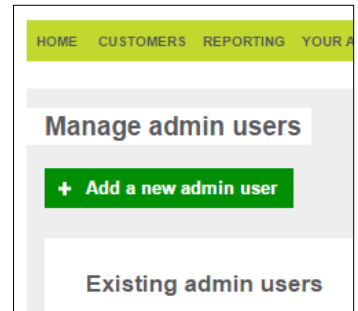 HOME CUSTOMERS REPORTING YOUR A
Manage admin users
+ Add a new admin user
Existing admin users